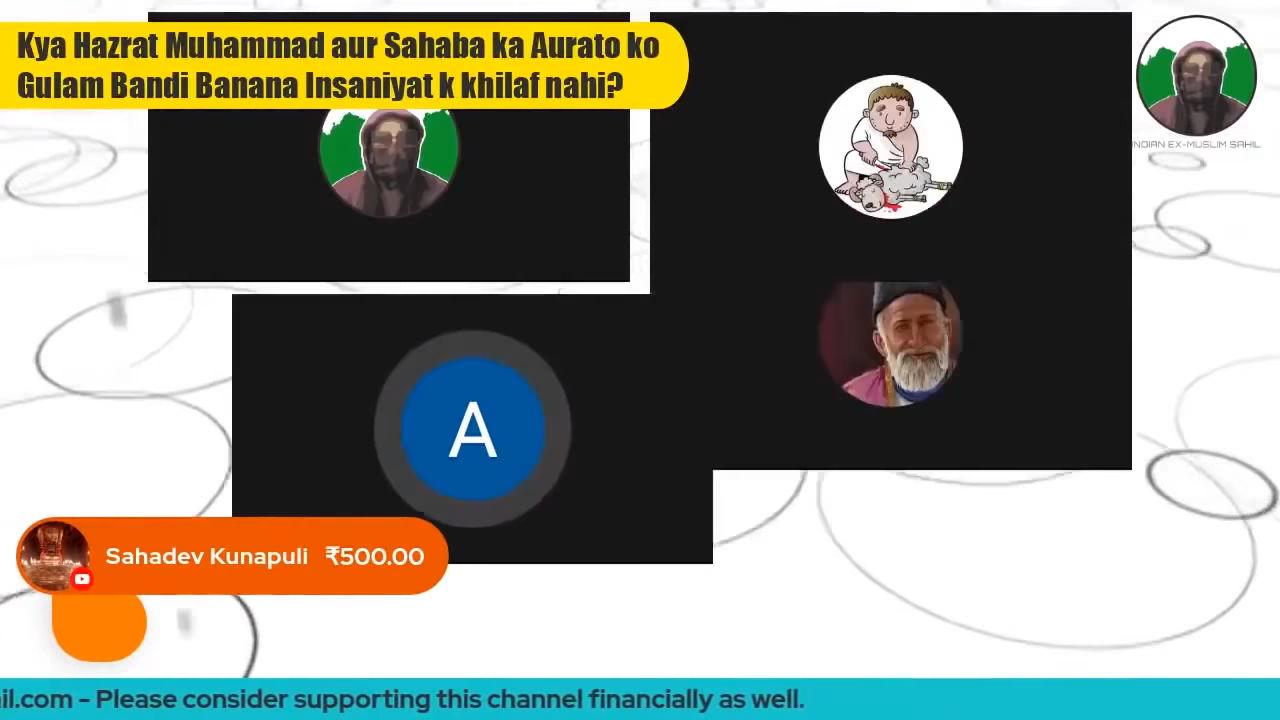 Kya Hazrat Muhammad aur Sahaba ka Aurato ko
Gulam Bandi Banana Insaniyat k khilaf nahi?
INDIAN EX-MUSLIM SAHIL
A
Sahadev Kunapuli ₹500.00
il.com - Please consider supporting this channel financially as well.